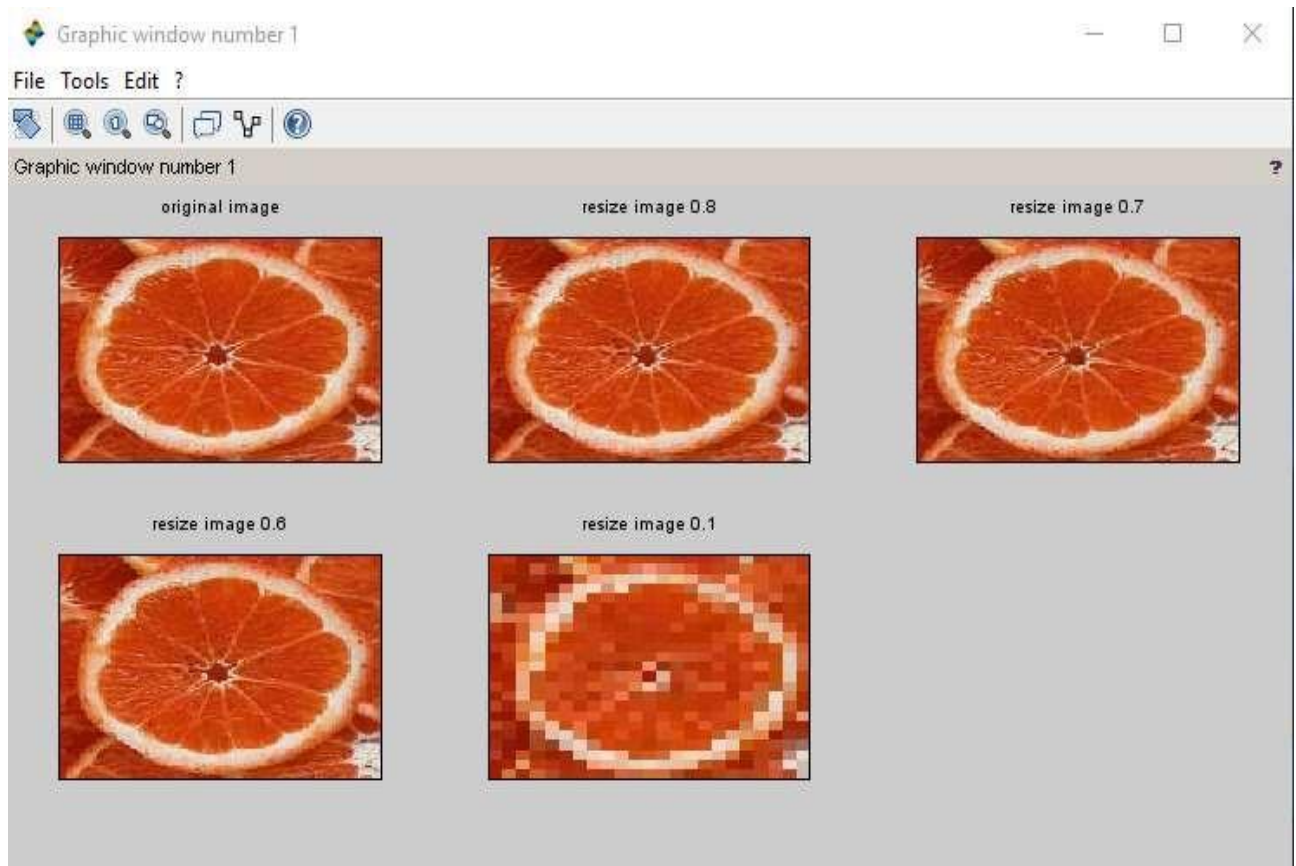 Graphic window number 1
File Tools Edit ?
Graphic window number 1 ?
original image
resize image 0.8
resize image 0.7
resize image 0.6
resize image 0.1